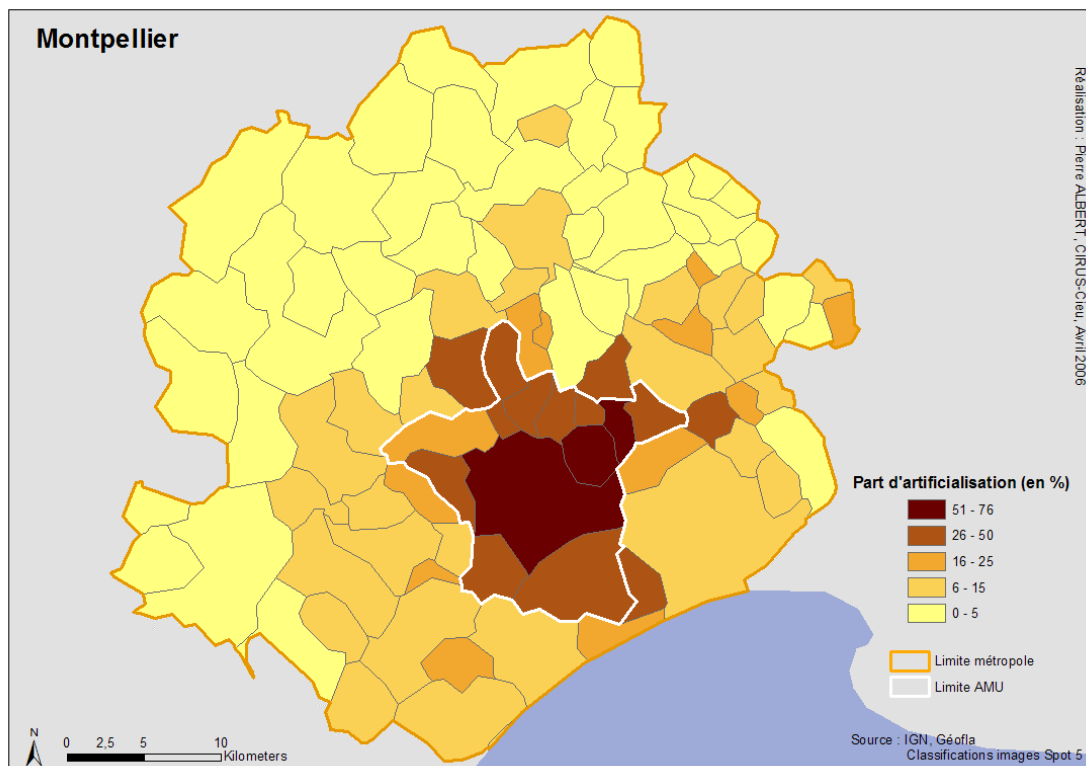 Montpellier
Réalisation : Pierre ALBERT, CIRUS-Cieu, Avril 2006
Part d'artificialisation (en %)
51 - 76
26 - 50
16 - 25
6 - 15
0 - 5
Limite métropole
Limite AMU
N
0 2,5 5 10
Kilometers
Source : IGN, Géofla
Classifications images Spot 5